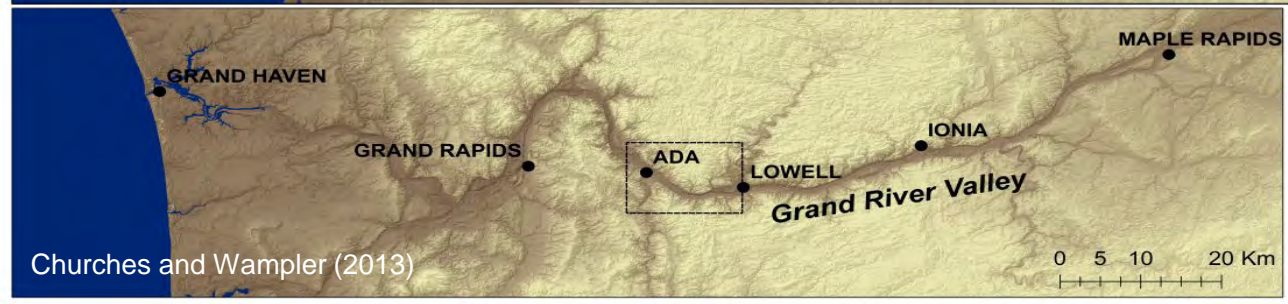 MAPLE RAPIDS
GRAND HAVEN
IONIA
GRAND RAPIDS
ADA
LOWELL
Grand River Valley
Churches and Wampler (2013)
0 5 10 20 Km